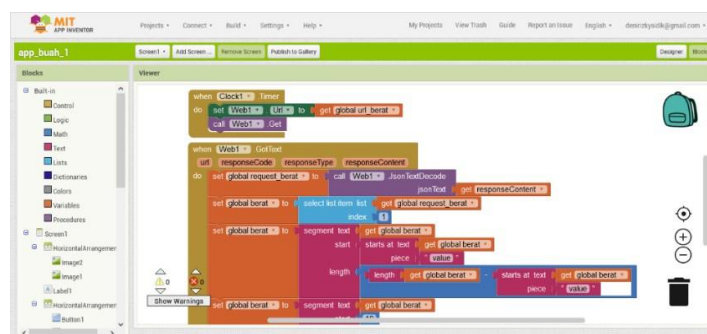 MIT
APP INVENTOR
Projects Connect Build Settings Help
My Projects View Trash Guide Report an Issue English
app_buah_1
Screen1 Add Screen ... Remove Screen Publish to Gallery
Designer Block
Blocks
Viewer
Built-in
Control
Logic
Math
Text
Lists
Dictionaries
Colors
Variables
Procedures
Screen1
HorizontalArrangemer
Image2
Image1
Label1
HorizontalArrangemer
Button1
when Clock1 .Timer
do set Web1 . Url to get global url_berat
call Web1 .Get
when Web1 .GotText
url responseCode responseType responseContent
do set global request_berat to call Web1 .JsonTextDecode
jsonText get responseContent
set global berat to select list item list get global request_berat
index 1
set global berat to segment text get global berat
start starts at text get global berat
piece " value "
length length get global berat - starts at text get global berat
piece " value "
set global berat to segment text get global berat
start 10
0 0
Show Warnings